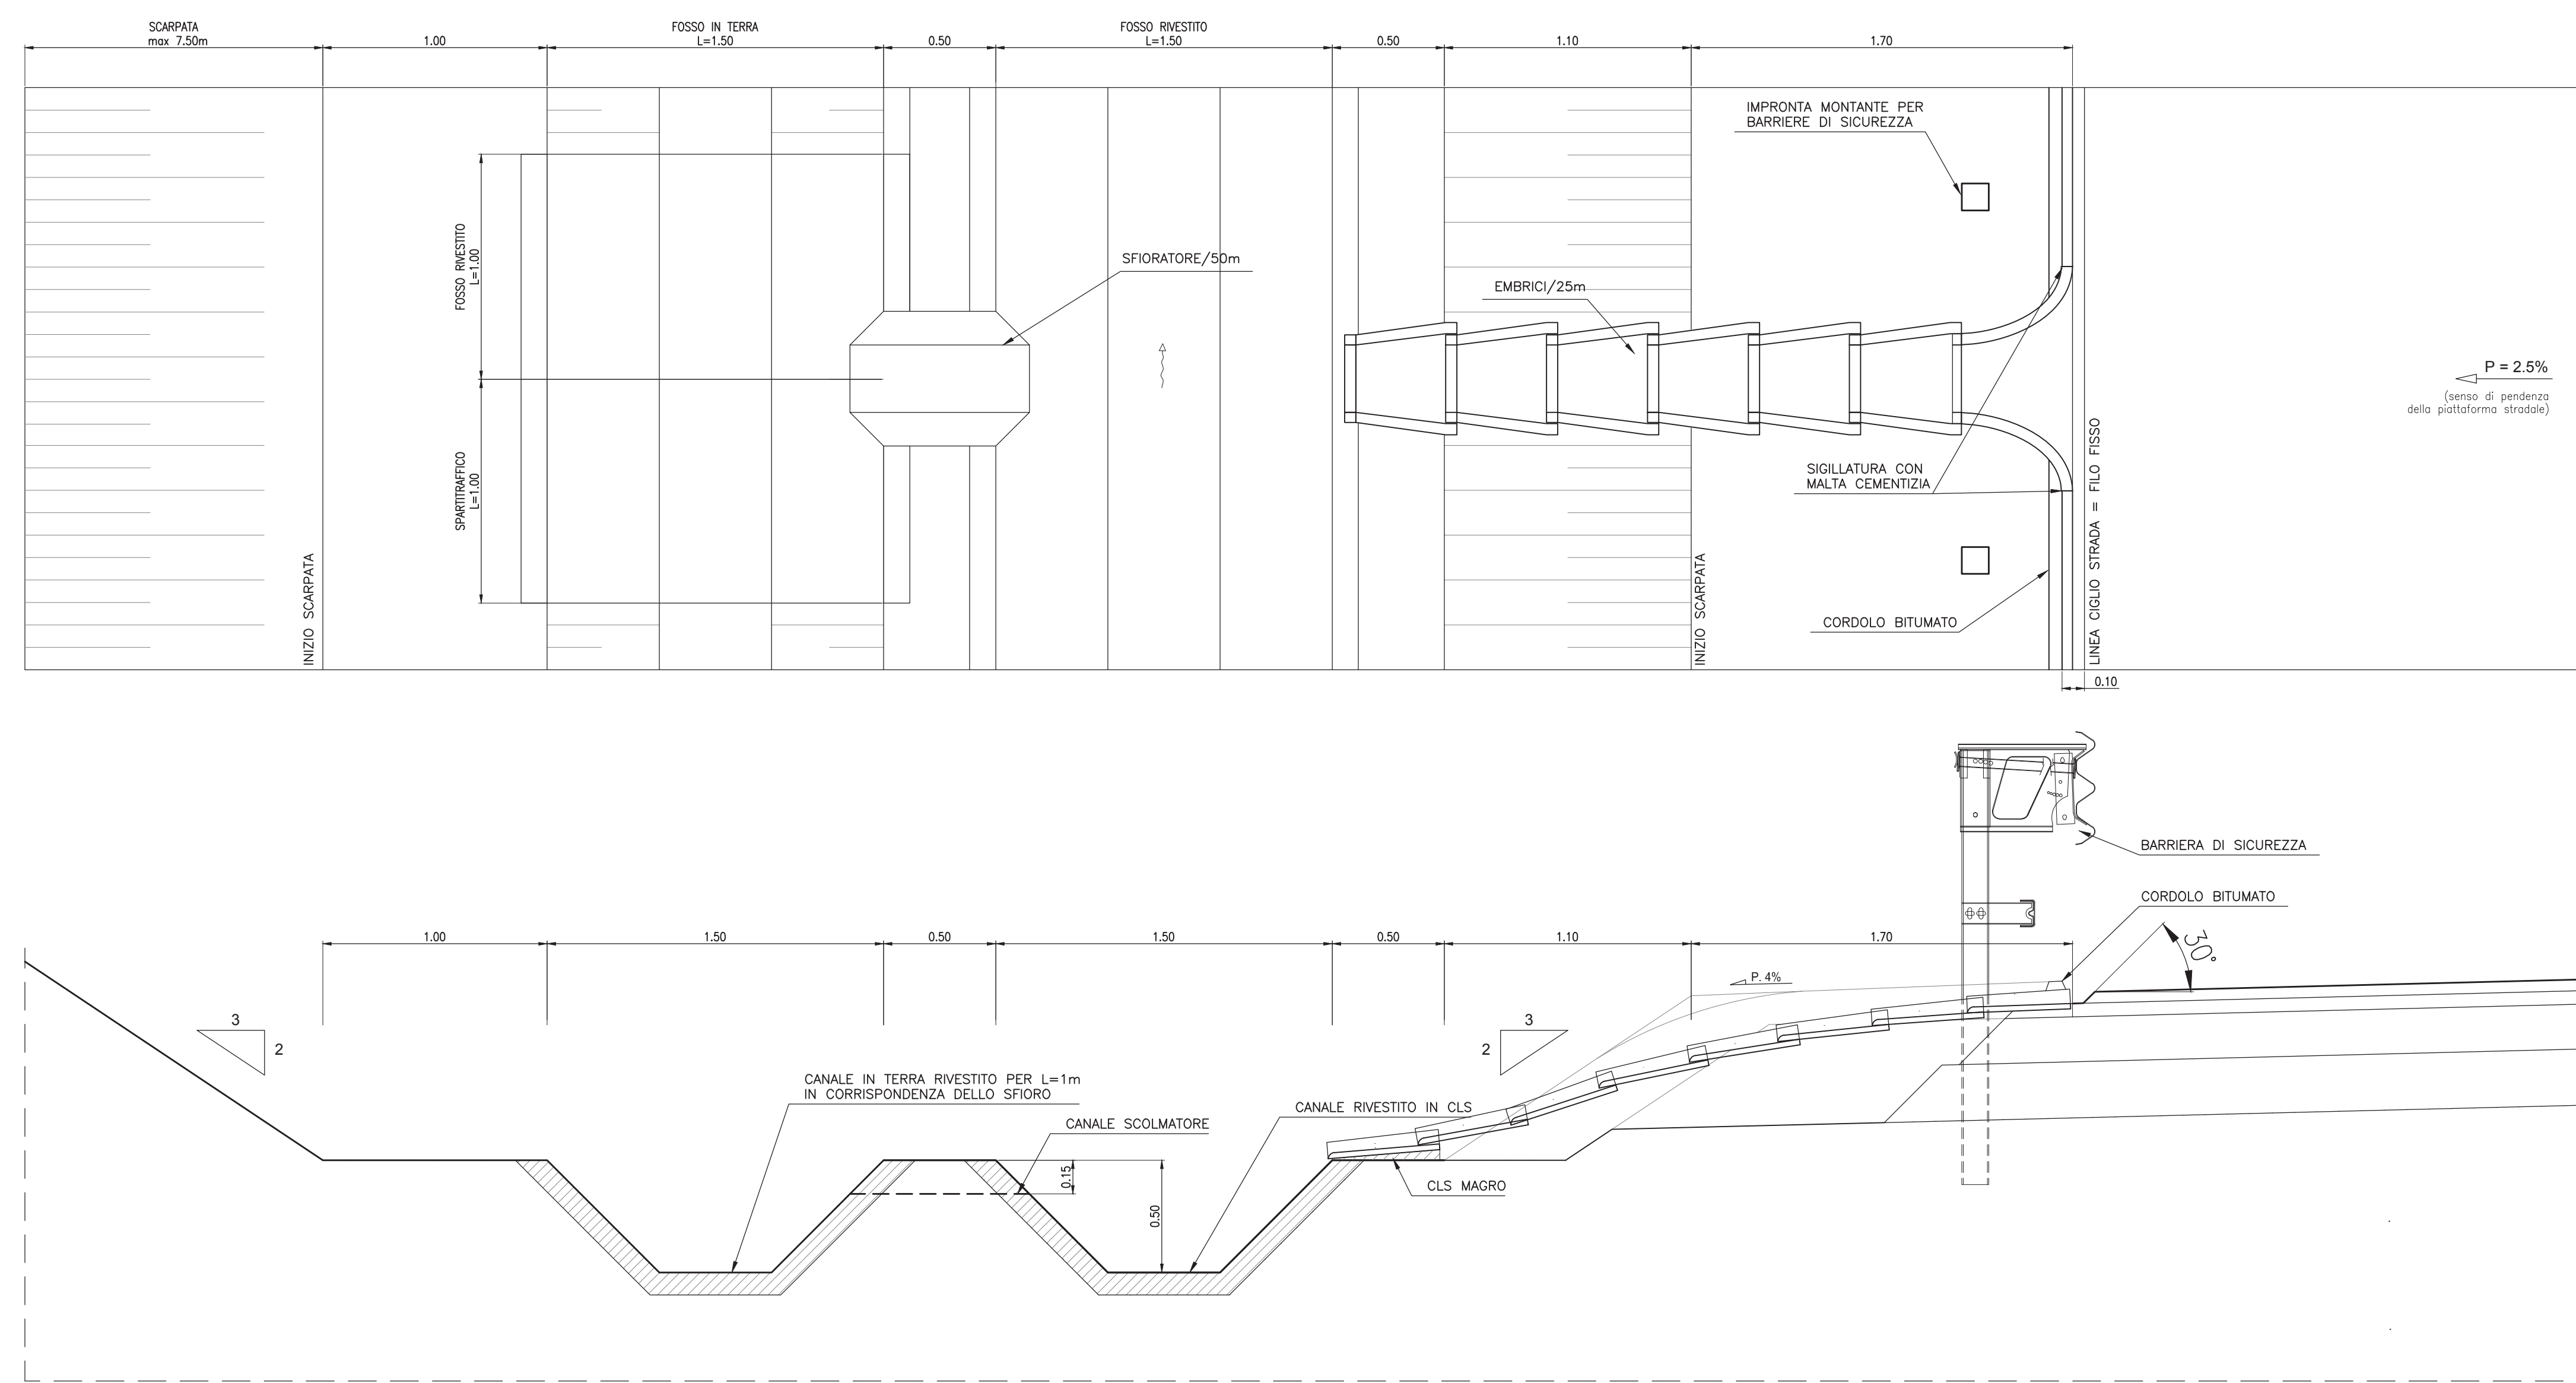 SCARPATA
max 7.50m
1.00
FOSSO IN TERRA
L=1.50
0.50
FOSSO RIVESTITO
L=1.50
0.50
1.10
1.70
IMPRONTA MONTANTE PER
BARRIERE DI SICUREZZA
FOSSO RIVESTITO
L=1.00
SFIORATORE/50m
EMBRICI/25m
P = 2.5%
(senso di pendenza
della piattaforma stradale)
SPARTITRAFFICO
L=1.00
SIGILLATURA CON
MALTA CEMENTIZIA
INIZIO SCARPATA
INIZIO SCARPATA
CORDOLO BITUMATO
LINEA CIGLIO STRADA = FILO FISSO
0.10
BARRIERA DI SICUREZZA
CORDOLO BITUMATO
1.00
1.50
0.50
1.50
0.50
1.10
1.70
30°
P. 4%
3
2
3
2
CANALE IN TERRA RIVESTITO PER L=1m
IN CORRISPONDENZA DELLO SFIORO
CANALE SCOLMATORE
CANALE RIVESTITO IN CLS
0.15
0.50
CLS MAGRO